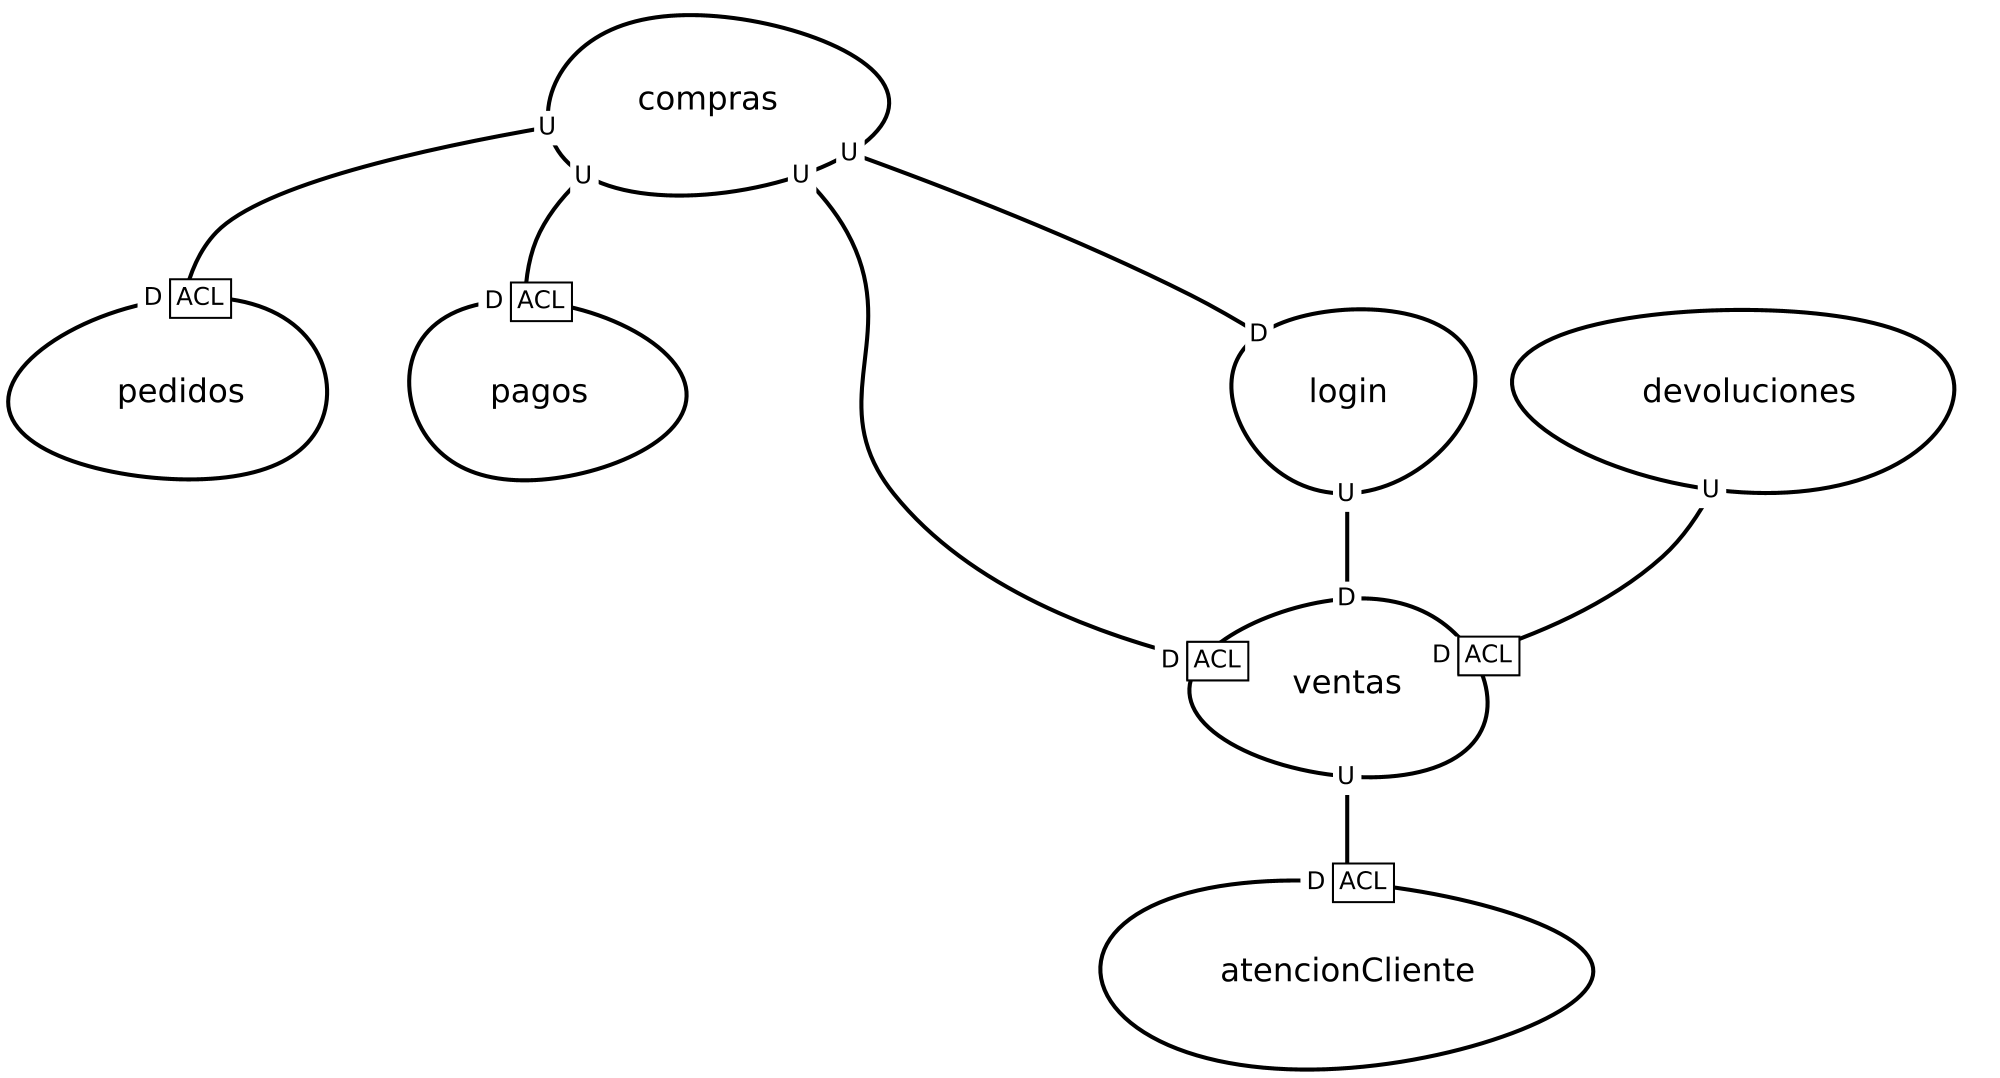 compras
U
U
U
U
D ACL
pedidos
D ACL
pagos
D
login
U
devoluciones
U
D
D ACL
D ACL
ventas
U
D ACL
atencionCliente